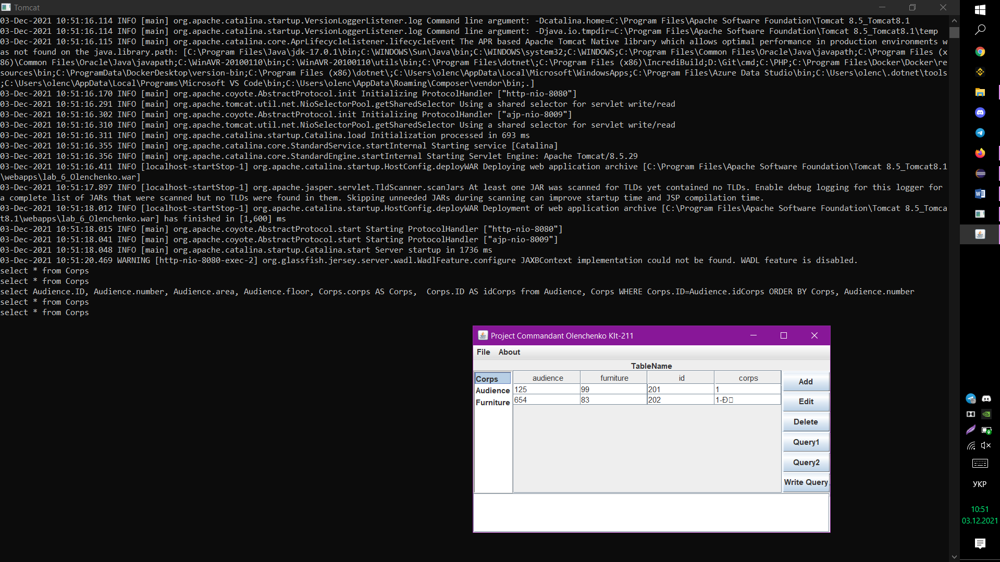 Tomcat
03-Dec-2021 10:51:16.114 INFO [main] org.apache.catalina.startup.VersionLoggerListener.log Command line argument: -Dcatalina.home=C:\Program Files\Apache Software Foundation\Tomcat 8.5_Tomcat8.1
03-Dec-2021 10:51:16.114 INFO [main] org.apache.catalina.startup.VersionLoggerListener.log Command line argument: -Djava.io.tmpdir=C:\Program Files\Apache Software Foundation\Tomcat 8.5_Tomcat8.1\temp
03-Dec-2021 10:51:16.115 INFO [main] org.apache.catalina.core.AprLifecycleListener.lifecycleEvent The APR based Apache Tomcat Native library which allows optimal performance in production environments w
as not found on the java.library.path: [C:\Program Files\Java\jdk-17.0.1\bin;C:\WINDOWS\Sun\Java\bin;C:\WINDOWS\system32;C:\WINDOWS;C:\Program Files\Common Files\Oracle\Java\javapath;C:\Program Files (x
86)\Common Files\Oracle\Java\javapath;C:\WinAVR-20100110\bin;C:\WinAVR-20100110\utils\bin;C:\Program Files\dotnet\;C:\Program Files (x86)\IncrediBuild;D:\Git\cmd;C:\PHP;C:\Program Files\Docker\Docker\re
sources\bin;C:\ProgramData\DockerDesktop\version-bin;C:\Program Files (x86)\dotnet\;C:\Users\olenc\AppData\Local\Microsoft\WindowsApps;C:\Program Files\Azure Data Studio\bin;C:\Users\olenc\.dotnet\tools
;C:\Users\olenc\AppData\Local\Programs\Microsoft VS Code\bin;C:\Users\olenc\AppData\Roaming\Composer\vendor\bin;.]
03-Dec-2021 10:51:16.170 INFO [main] org.apache.coyote.AbstractProtocol.init Initializing ProtocolHandler ["http-nio-8080"]
03-Dec-2021 10:51:16.291 INFO [main] org.apache.tomcat.util.net.NioSelectorPool.getSharedSelector Using a shared selector for servlet write/read
03-Dec-2021 10:51:16.302 INFO [main] org.apache.coyote.AbstractProtocol.init Initializing ProtocolHandler ["ajp-nio-8009"]
03-Dec-2021 10:51:16.310 INFO [main] org.apache.tomcat.util.net.NioSelectorPool.getSharedSelector Using a shared selector for servlet write/read
03-Dec-2021 10:51:16.311 INFO [main] org.apache.catalina.startup.Catalina.load Initialization processed in 693 ms
03-Dec-2021 10:51:16.355 INFO [main] org.apache.catalina.core.StandardService.startInternal Starting service [Catalina]
03-Dec-2021 10:51:16.356 INFO [main] org.apache.catalina.core.StandardEngine.startInternal Starting Servlet Engine: Apache Tomcat/8.5.29
03-Dec-2021 10:51:16.411 INFO [localhost-startStop-1] org.apache.catalina.startup.HostConfig.deployWAR Deploying web application archive [C:\Program Files\Apache Software Foundation\Tomcat 8.5_Tomcat8.1
\webapps\lab_6_Olenchenko.war]
03-Dec-2021 10:51:17.897 INFO [localhost-startStop-1] org.apache.jasper.servlet.TldScanner.scanJars At least one JAR was scanned for TLDs yet contained no TLDs. Enable debug logging for this logger for
a complete list of JARs that were scanned but no TLDs were found in them. Skipping unneeded JARs during scanning can improve startup time and JSP compilation time.
03-Dec-2021 10:51:18.012 INFO [localhost-startStop-1] org.apache.catalina.startup.HostConfig.deployWAR Deployment of web application archive [C:\Program Files\Apache Software Foundation\Tomcat 8.5_Tomca
t8.1\webapps\lab_6_Olenchenko.war] has finished in [1,600] ms
03-Dec-2021 10:51:18.015 INFO [main] org.apache.coyote.AbstractProtocol.start Starting ProtocolHandler ["http-nio-8080"]
03-Dec-2021 10:51:18.041 INFO [main] org.apache.coyote.AbstractProtocol.start Starting ProtocolHandler ["ajp-nio-8009"]
03-Dec-2021 10:51:18.048 INFO [main] org.apache.catalina.startup.Catalina.start Server startup in 1736 ms
03-Dec-2021 10:51:20.469 WARNING [http-nio-8080-exec-2] org.glassfish.jersey.server.wadl.WadlFeature.configure JAXBContext implementation could not be found. WADL feature is disabled.
select * from Corps
select * from Corps
select Audience.ID, Audience.number, Audience.area, Audience.floor, Corps.corps AS Corps,  Corps.ID AS idCorps from Audience, Corps WHERE Corps.ID=Audience.idCorps ORDER BY Corps, Audience.number
select * from Corps
select * from Corps
Project Commandant Olenchenko KIt-211
File About
TableName
Corps
Audience
Furniture
audience furniture id corps
125 99 201 1
654 83 202 1-Ð
Add
Edit
Delete
Query1
Query2
Write Query
УКР
10:51
03.12.2021